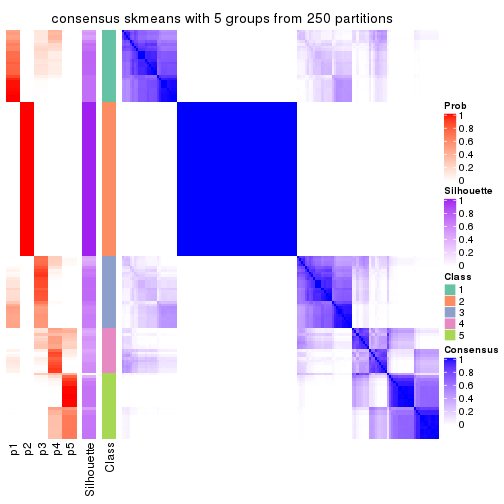 consensus skmeans with 5 groups from 250 partitions
Prob
1
0.8
0.6
0.4
0.2
0
Silhouette
1
0.8
0.6
0.4
0.2
0
Class
1
2
3
4
5
Consensus
1
0.8
0.6
0.4
0.2
0
p1
p2
p3
p4
p5
Silhouette
Class